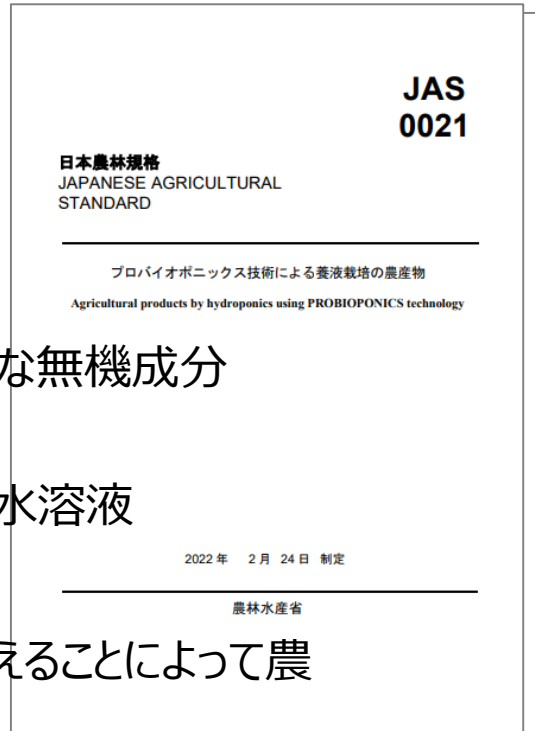 JAS
0021
日本農林規格
JAPANESE AGRICULTURAL
STANDARD
プロバイオポニックス技術による養液栽培の農産物
Agricultural products by hydroponics using PROBIOPONICS technology
な無機成分
水溶液
2022 年 2 月 24 日 制定
農林水産省
えることによって農